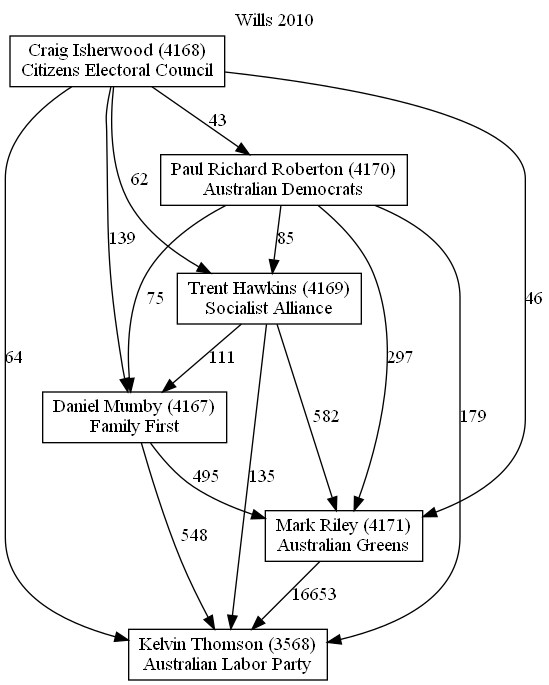 Wills 2010
Craig Isherwood (4168)
Citizens Electoral Council
43
Paul Richard Roberton (4170)
Australian Democrats
62
139
85
Trent Hawkins (4169)
Socialist Alliance
75
46
64
111
297
Daniel Mumby (4167)
Family First
582
179
495
135
Mark Riley (4171)
Australian Greens
548
16653
Kelvin Thomson (3568)
Australian Labor Party